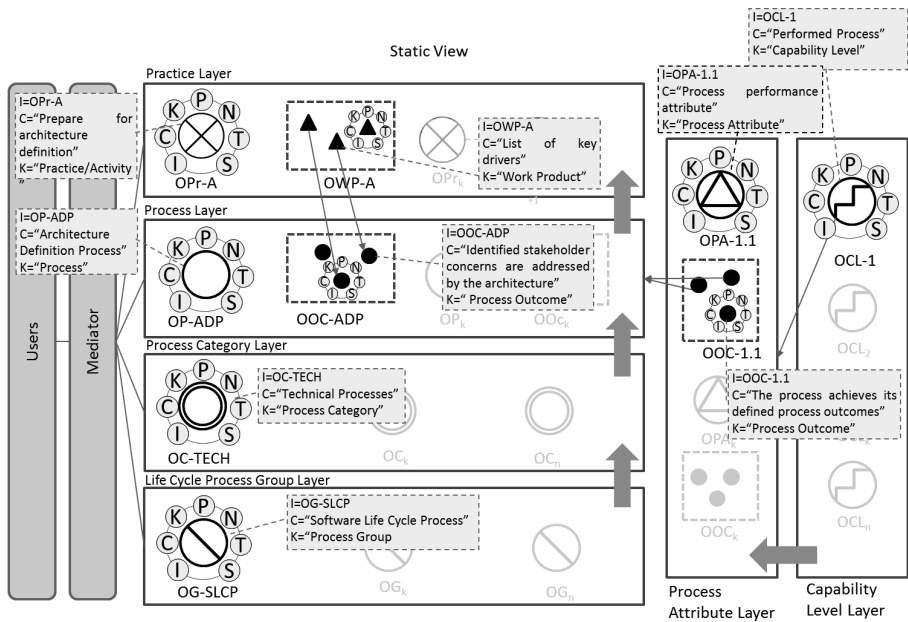 Static View
Users
Mediator
Practice Layer
I=OPr-A
C=“Prepare for
architecture
definition”
K=“Practice/Activity
”
C K P N T S I
OPr-A
K P N T S I C
OWP-A
OPr k
+1
I=OWP-A
C=“List of key
drivers”
K=“Work Product”
Process Layer
I=OP-ADP
C=“Architecture
Definition Process”
K=“Process”
C K P N T S I
OP-ADP
K P N T S I C
OOC-ADP
I=OOC-ADP
C=“Identified stakeholder
concerns are addressed
by the architecture”
K=“ Process Outcome”
OP k
OOc k
Process Category Layer
C K P N T S I
OC-TECH
I=OC-TECH
C=“Technical Processes”
K=“Process Category”
OC k
OC n
Life Cycle Process Group Layer
C K P N T S I
OG-SLCP
I=OG-SLCP
C=“Software Life Cycle Process”
K=“Process Group
OG k
OG n
I=OCL-1
C=“Performed Process”
K=“Capability Level”
I=OPA-1.1
C=“Process performance
attribute”
K=“Process Attribute”
C K P N T S I
OPA-1.1
K P N T S I C
OOC-1.1
I=OOC-1.1
C=“The process achieves its
defined process outcomes”
K=“Process Outcome”
OPA k
OOC k
Process
Attribute Layer
C K P N T S I
OCL-1
OCL 2
OCL n
Capability
Level Layer